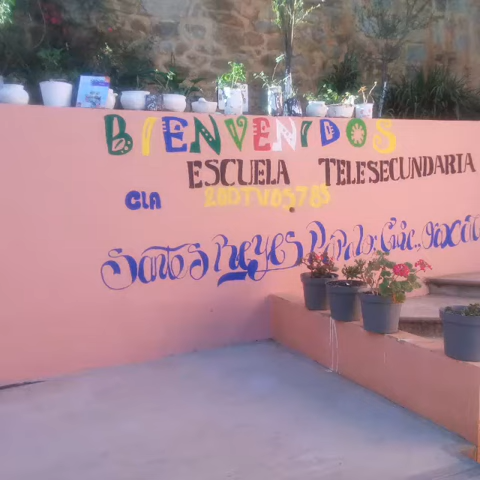 BIENVENIDOS
ESCUELA TELESECUNDARIA
CLA 20DTV0578S
Santos Reyes Pápalo, Cuic., Oaxaca